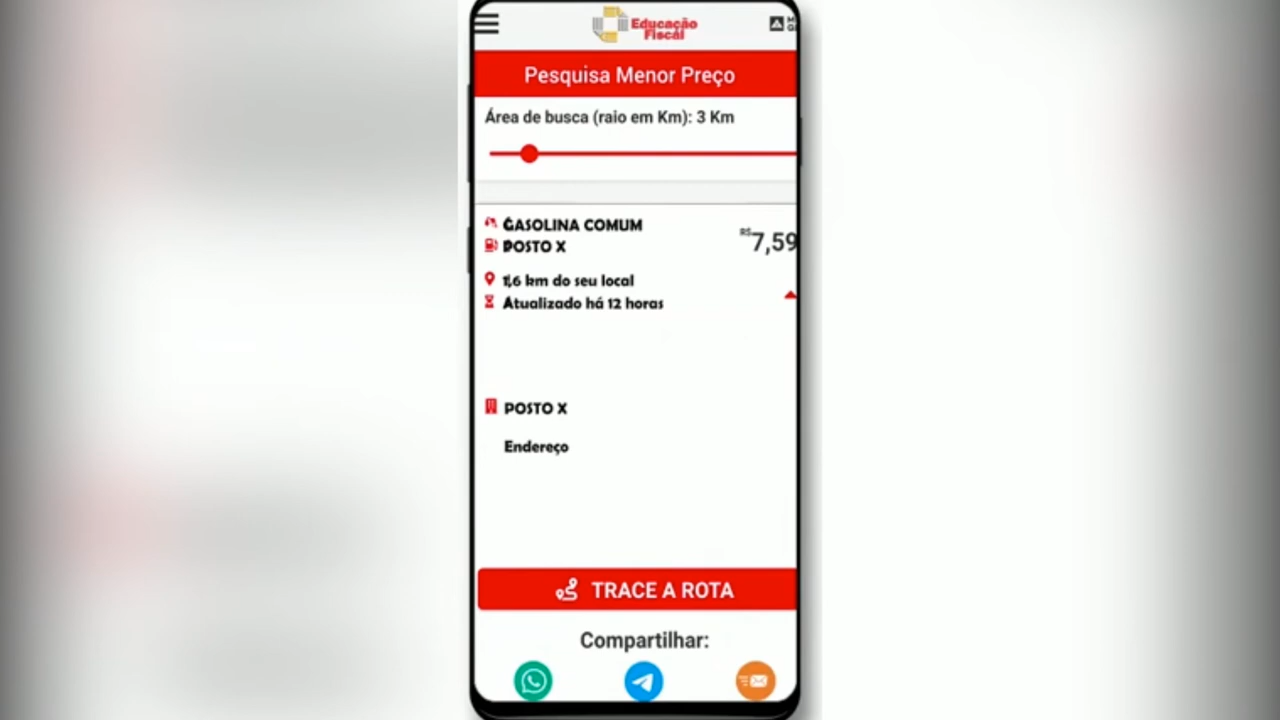 Educação
Fiscal
Pesquisa Menor Preço
Área de busca (raio em Km): 3 Km
GASOLINA COMUM
POSTO X
R$7,59
1,6 km do seu local
Atualizado há 12 horas
POSTO X
Endereço
TRACE A ROTA
Compartilhar: